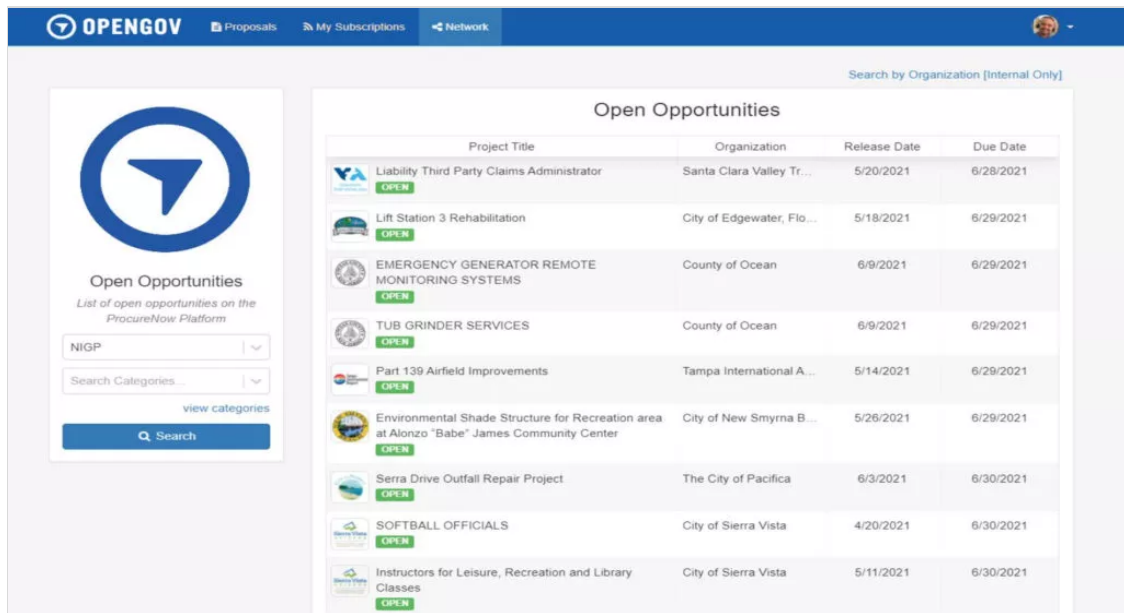 OPENGOV
Proposals
My Subscriptions
Network
Search by Organization [Internal Only]
Open Opportunities
List of open opportunities on the
ProcureNow Platform
NIGP
Search Categories...
view categories
Search
Open Opportunities
Project Title Organization Release Date Due Date
Liability Third Party Claims Administrator Santa Clara Valley Tr... 5/20/2021 6/28/2021
OPEN
Lift Station 3 Rehabilitation City of Edgewater, Flo... 5/18/2021 6/29/2021
OPEN
EMERGENCY GENERATOR REMOTE County of Ocean 6/9/2021 6/29/2021
MONITORING SYSTEMS
OPEN
TUB GRINDER SERVICES County of Ocean 6/9/2021 6/29/2021
OPEN
Part 139 Airfield Improvements Tampa International A... 5/14/2021 6/29/2021
OPEN
Environmental Shade Structure for Recreation area City of New Smyrna B... 5/26/2021 6/29/2021
at Alonzo "Babe" James Community Center
OPEN
Serra Drive Outfall Repair Project The City of Pacifica 6/3/2021 6/30/2021
OPEN
SOFTBALL OFFICIALS City of Sierra Vista 4/20/2021 6/30/2021
OPEN
Instructors for Leisure, Recreation and Library City of Sierra Vista 5/11/2021 6/30/2021
Classes
OPEN